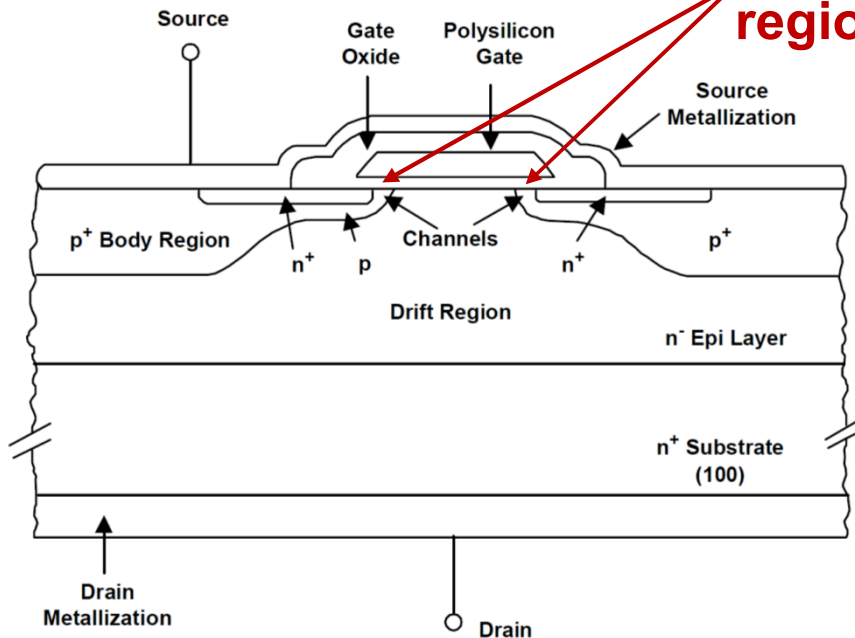 regio
Source
Gate
Oxide
Polysilicon
Gate
Source
Metallization
p+ Body Region
n+
p
Channels
n+
p+
Drift Region
n- Epi Layer
n+ Substrate
(100)
Drain
Metallization
Drain